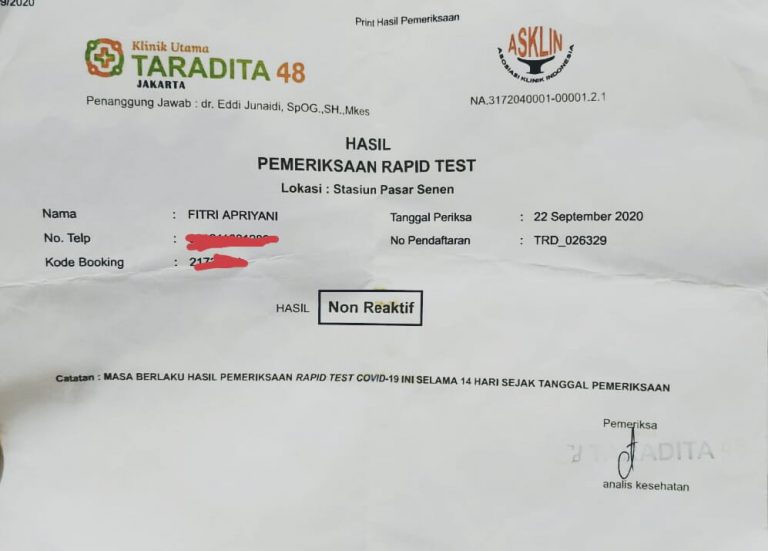 9/2020
Print Hasil Pemeriksaan
Klinik Utama
TARADITA 48
JAKARTA
ASKLIN
ASOSIASI KLINIK INDONESIA
Penanggung Jawab : dr. Eddi Junaidi, SpOG.,SH.,Mkes
NA.3172040001-00001.2.1
HASIL
PEMERIKSAAN RAPID TEST
Lokasi : Stasiun Pasar Senen
Nama : FITRI APRIYANI
Tanggal Periksa : 22 September 2020
No. Telp :
No Pendaftaran : TRD_026329
Kode Booking : 217
HASIL Non Reaktif
Catatan : MASA BERLAKU HASIL PEMERIKSAAN RAPID TEST COVID-19 INI SELAMA 14 HARI SEJAK TANGGAL PEMERIKSAAN
Pemeriksa
TARADITA 48
analis kesehatan